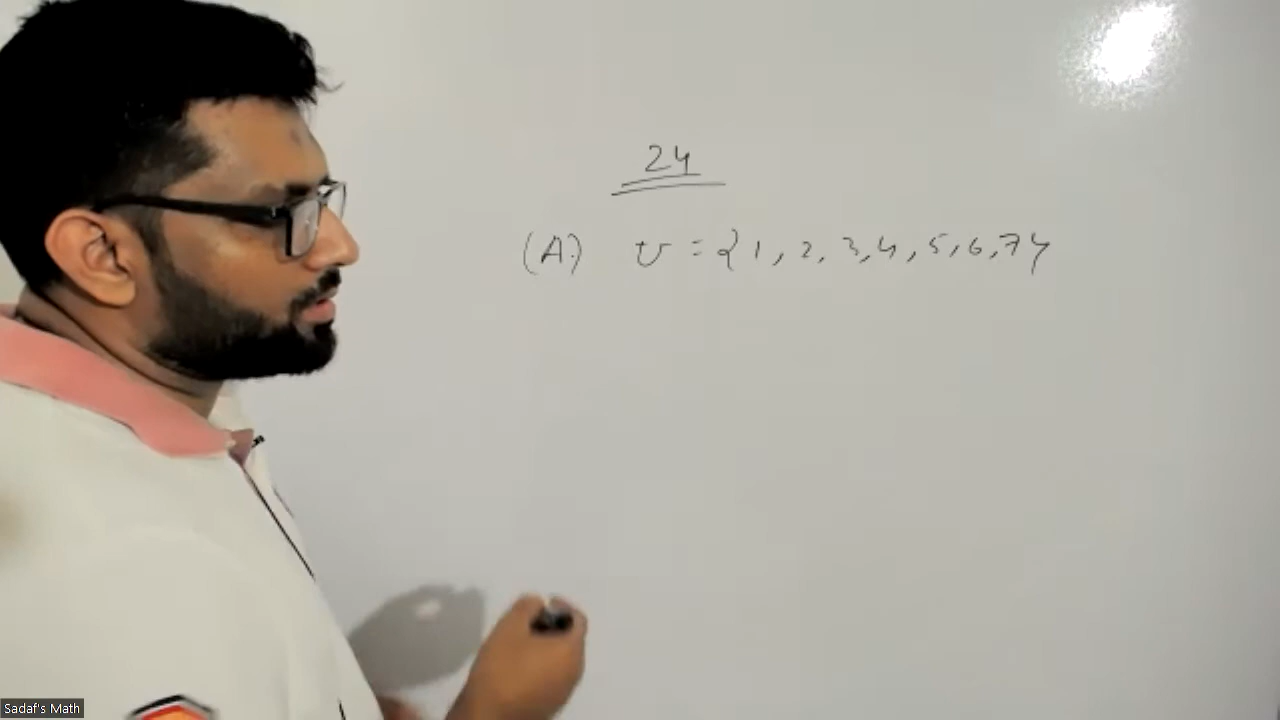 24
(A) U = {1, 2, 3, 4, 5, 6, 7}
Sadaf's Math